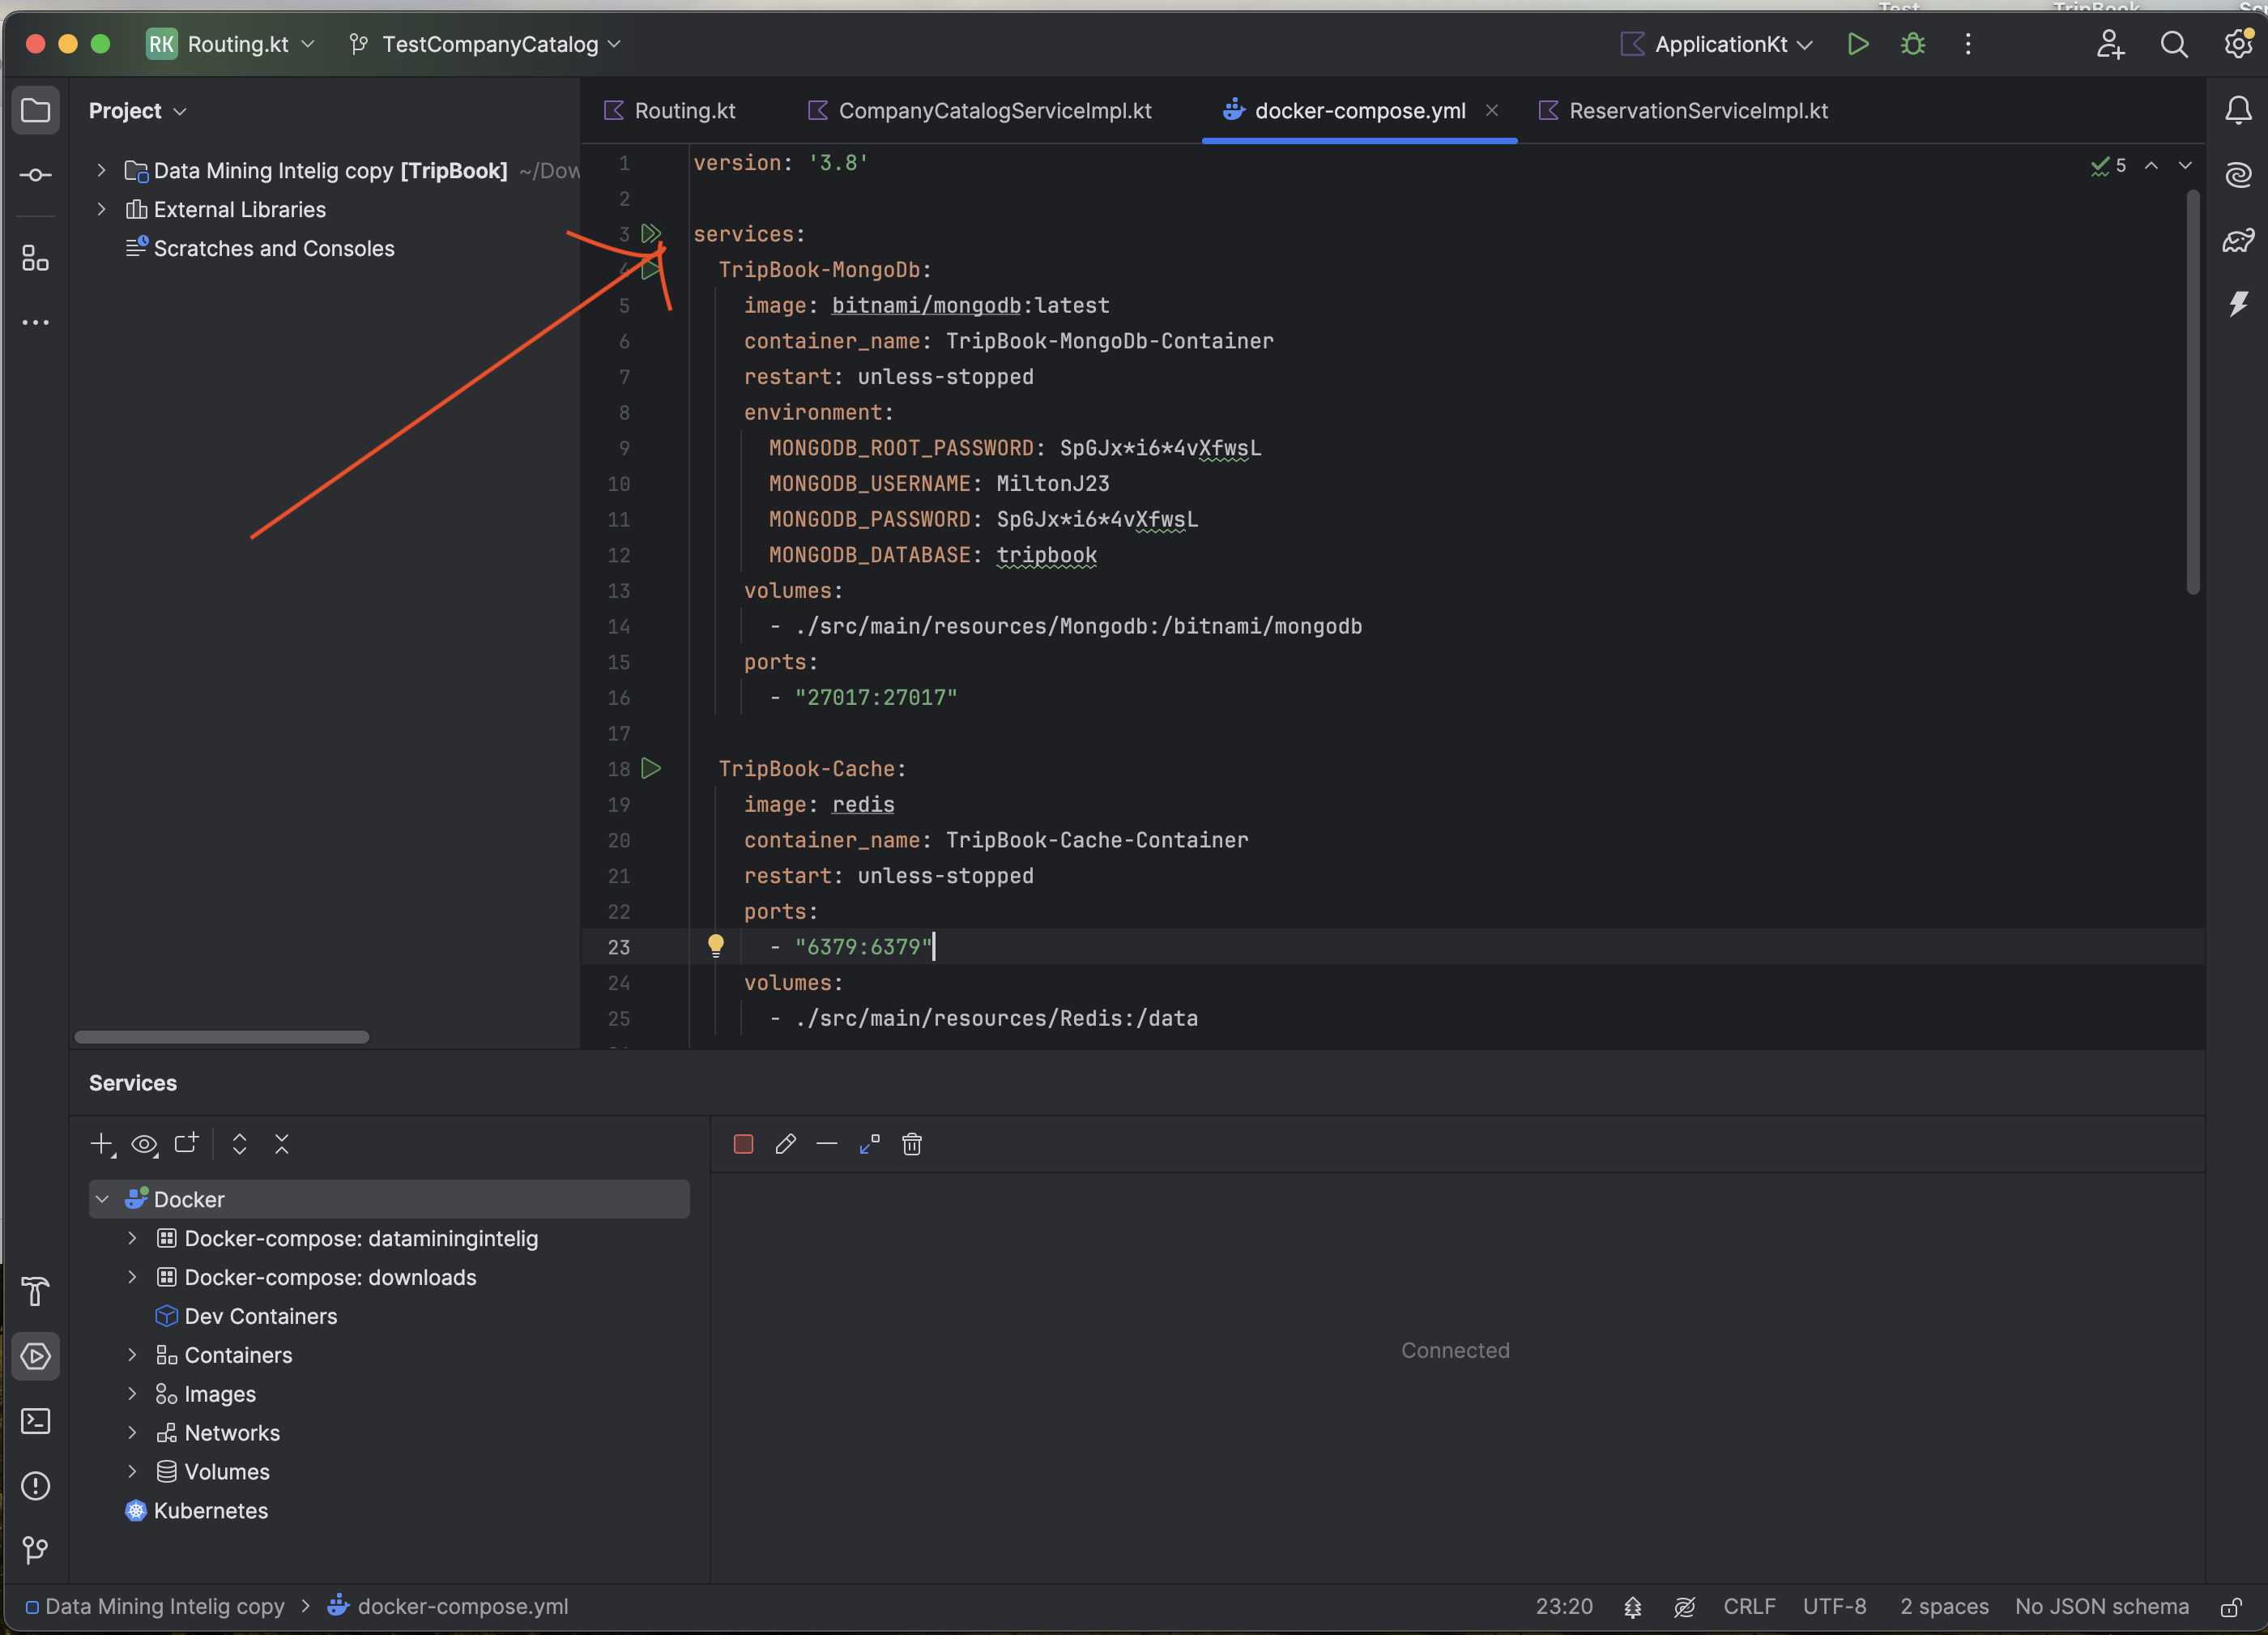 Test TripBook
RK Routing.kt TestCompanyCatalog ApplicationKt
Project
Routing.kt CompanyCatalogServiceImpl.kt docker-compose.yml ReservationServiceImpl.kt
Data Mining Intelig copy [TripBook] ~/Dow
External Libraries
Scratches and Consoles
5
1 version: '3.8'
2
3 services:
4 TripBook-MongoDb:
5 image: bitnami/mongodb:latest
6 container_name: TripBook-MongoDb-Container
7 restart: unless-stopped
8 environment:
9 MONGODB_ROOT_PASSWORD: SpGJx*i6*4vXfwsL
10 MONGODB_USERNAME: MiltonJ23
11 MONGODB_PASSWORD: SpGJx*i6*4vXfwsL
12 MONGODB_DATABASE: tripbook
13 volumes:
14 - ./src/main/resources/Mongodb:/bitnami/mongodb
15 ports:
16 - "27017:27017"
17
18 TripBook-Cache:
19 image: redis
20 container_name: TripBook-Cache-Container
21 restart: unless-stopped
22 ports:
23 - "6379:6379"
24 volumes:
25 - ./src/main/resources/Redis:/data
Services
Docker
Docker-compose: dataminingintelig
Docker-compose: downloads
Dev Containers
Containers
Images
Networks
Volumes
Kubernetes
Connected
Data Mining Intelig copy > docker-compose.yml 23:20 CRLF UTF-8 2 spaces No JSON schema